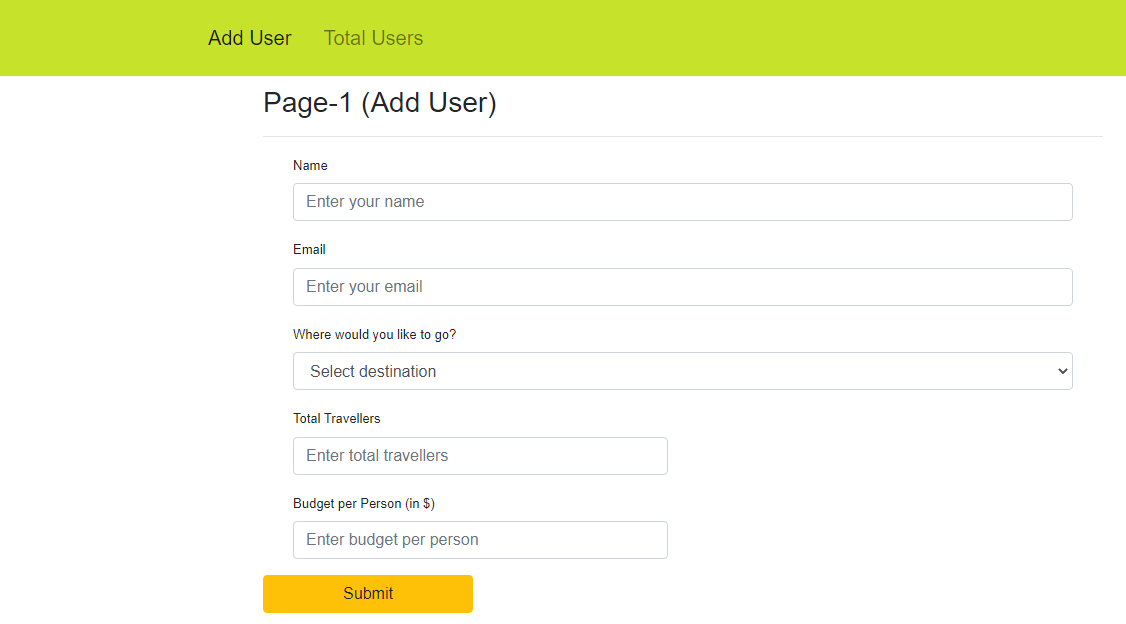 Add User Total Users
Page-1 (Add User)
Name
Enter your name
Email
Enter your email
Where would you like to go?
Select destination
Total Travellers
Enter total travellers
Budget per Person (in $)
Enter budget per person
Submit